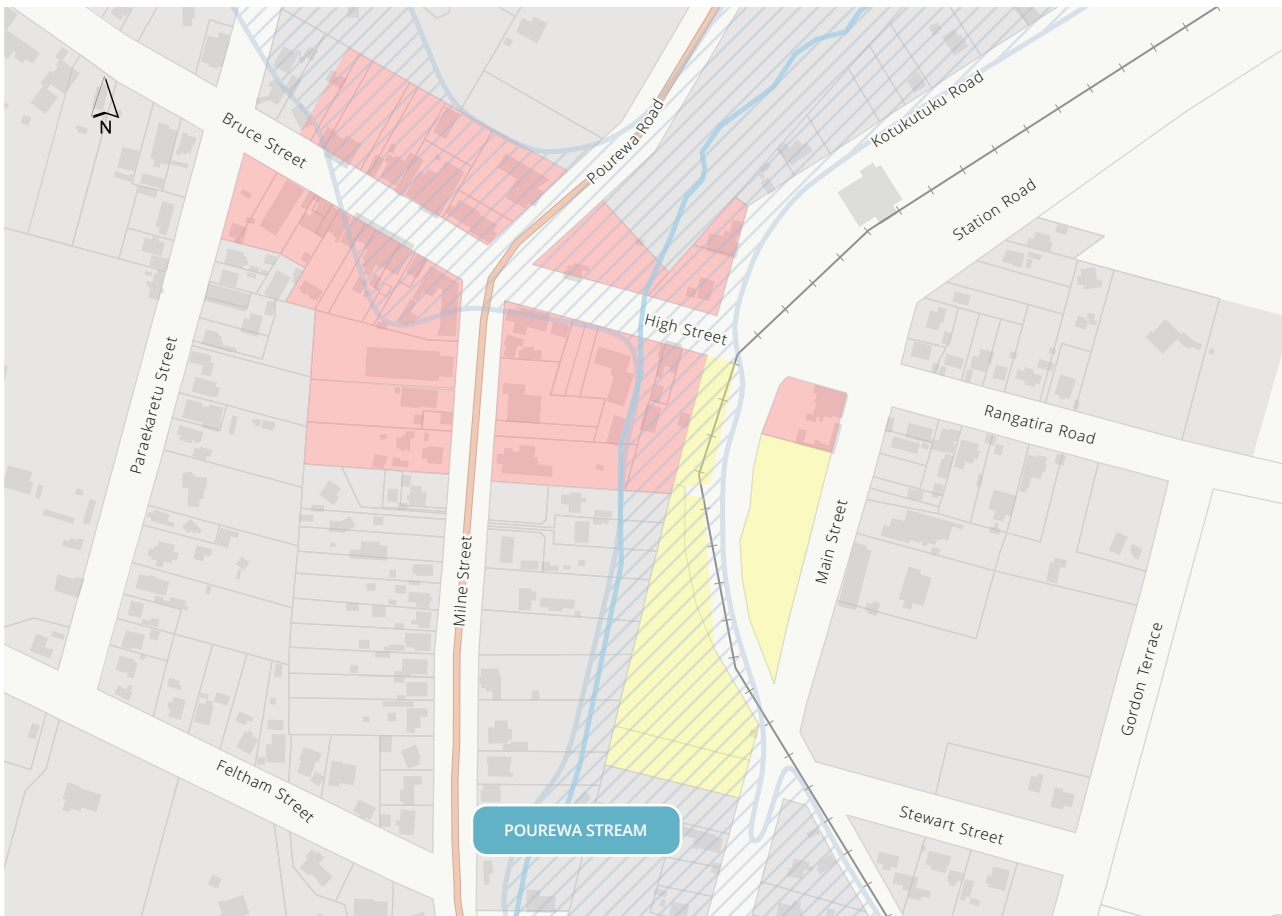 N
Bruce Street
Pourewa Road
Kotukutuku Road
Station Road
High Street
Paraekaretu Street
Rangatira Road
Main Street
Milne Street
Gordon Terrace
Feltham Street
POUREWA STREAM
Stewart Street